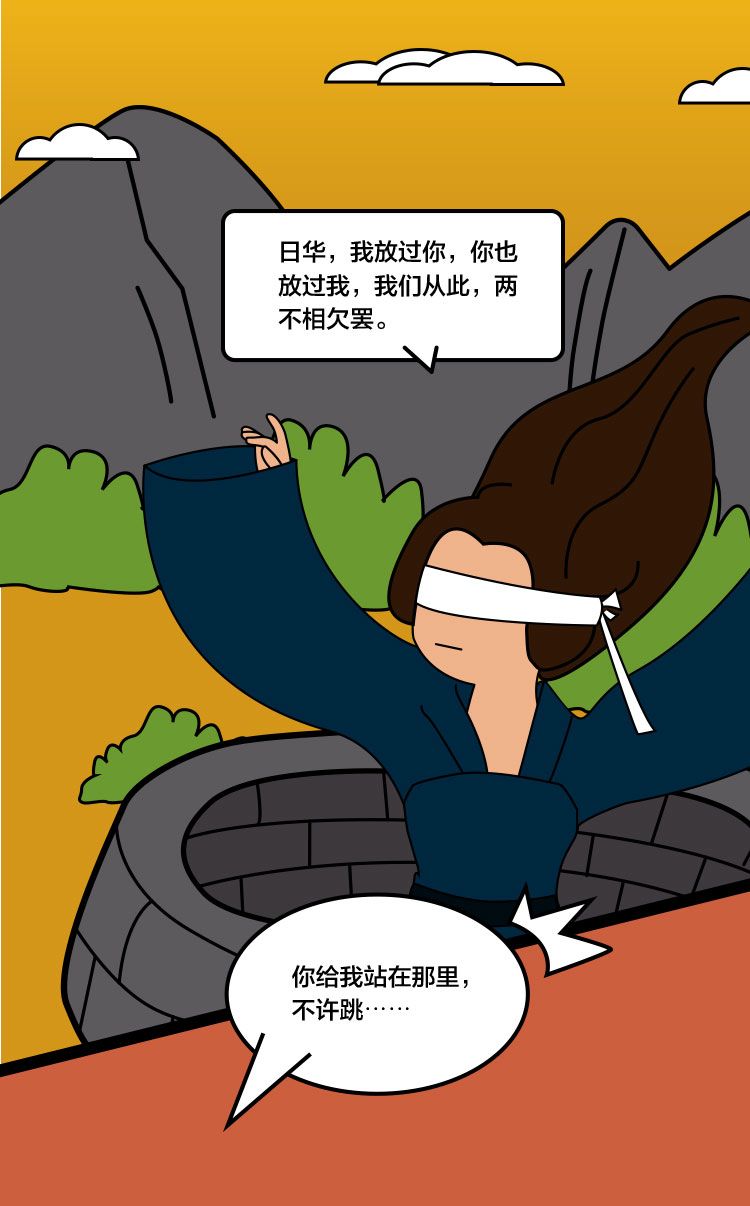 日华，我放过你，你也
放过我，我们从此，两
不相欠罢。
你给我站在那里，
不许跳……